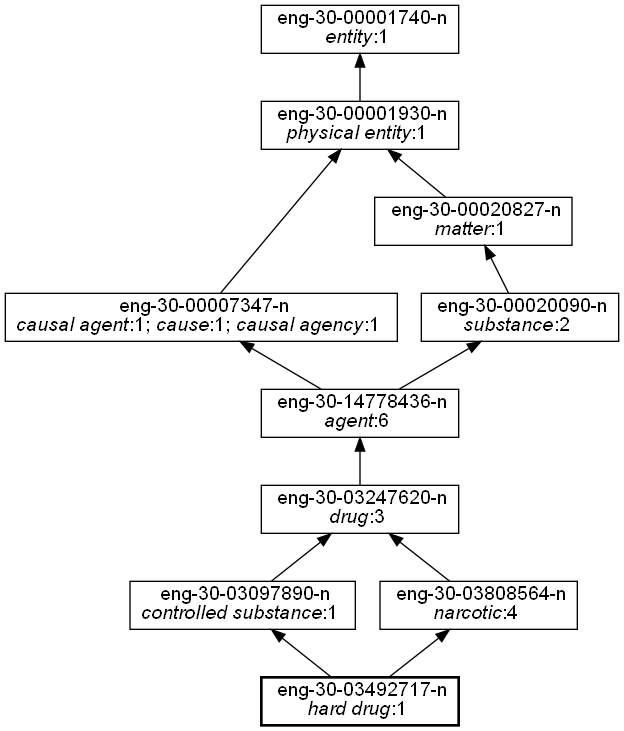 eng-30-00001740-n
entity:1
eng-30-00001930-n
physical entity:1
eng-30-00020827-n
matter:1
eng-30-00007347-n
causal agent:1; cause:1; causal agency:1
eng-30-00020090-n
substance:2
eng-30-14778436-n
agent:6
eng-30-03247620-n
drug:3
eng-30-03097890-n
controlled substance:1
eng-30-03808564-n
narcotic:4
eng-30-03492717-n
hard drug:1